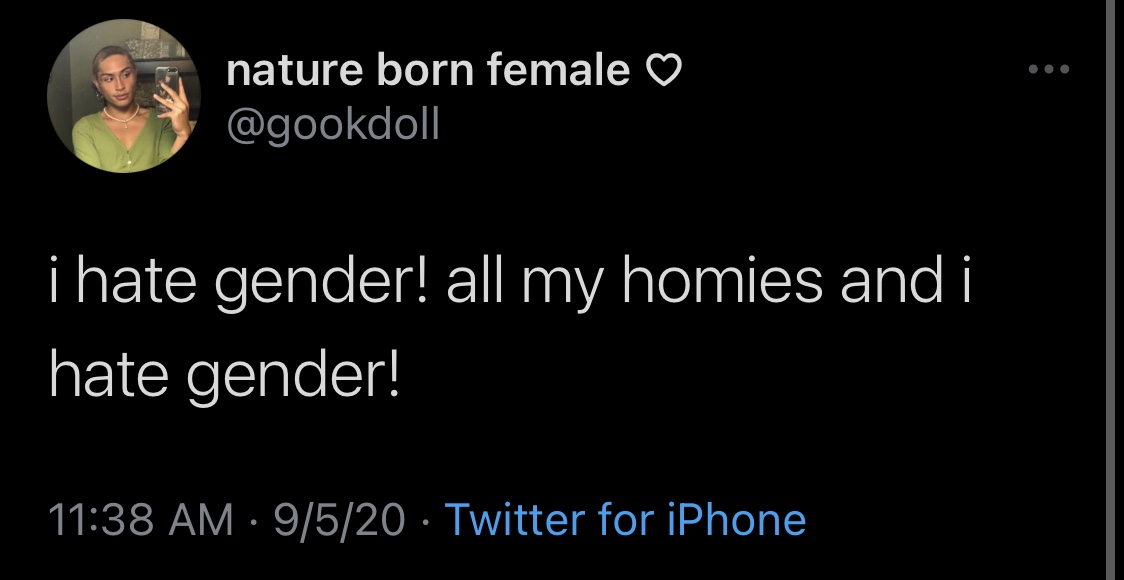 nature born female ♡
@gookdoll
i hate gender! all my homies and i
hate gender!
11:38 AM · 9/5/20 · Twitter for iPhone